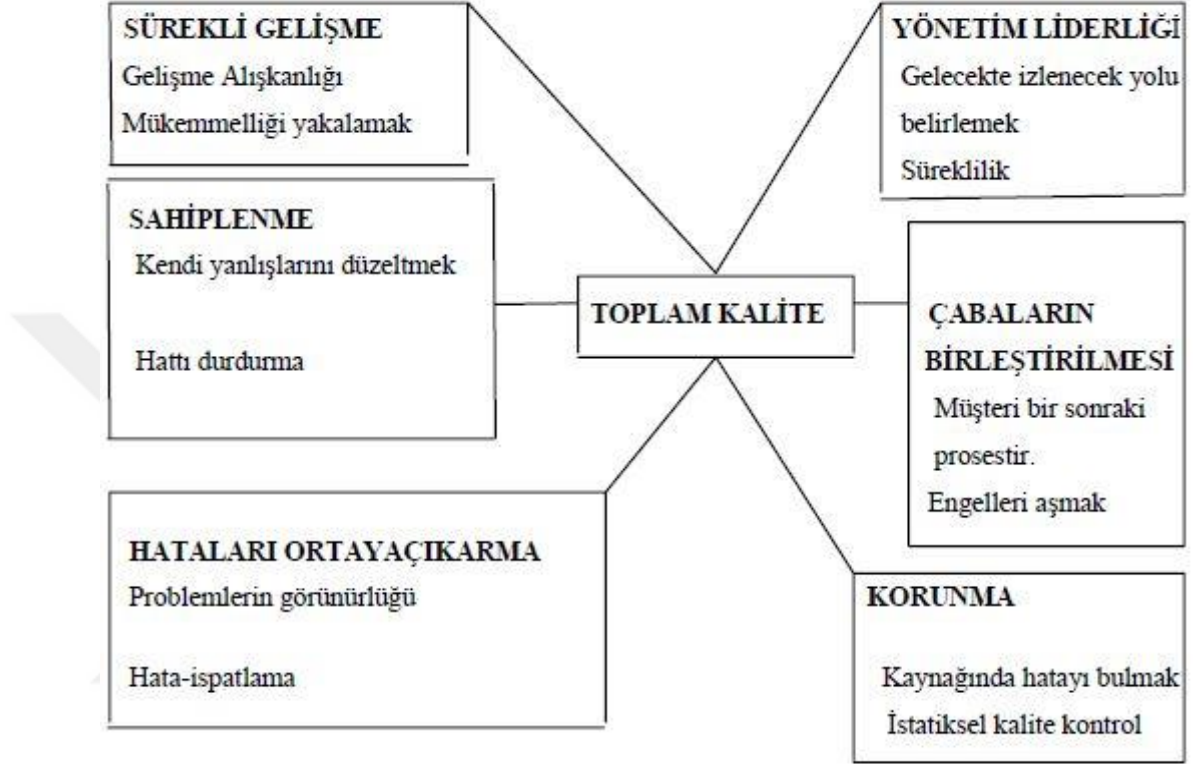 SÜREKLİ GELİŞME
Gelişme Alışkanlığı
Mükemmelliği yakalamak
YÖNETİM LİDERLİĞİ
Gelecekte izlenecek yolu
belirlemek
Süreklilik
SAHİPLENME
Kendi yanlışlarını düzeltmek
Hattı durdurma
TOPLAM KALİTE
ÇABALARIN
BİRLEŞTİRİLMESİ
Müşteri bir sonraki
prosestir.
Engelleri aşmak
HATALARI ORTAYAÇIKARMA
Problemlerin görünürlüğü
Hata-ispatlama
KORUNMA
Kaynağında hatayı bulmak
İstatiksel kalite kontrol